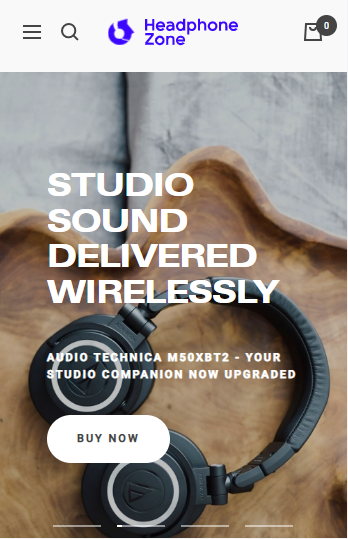 Headphone
Zone
0
STUDIO
SOUND
DELIVERED
WIRELESSLY
AUDIO TECHNICA M50XBT2 - YOUR
STUDIO COMPANION NOW UPGRADED
BUY NOW